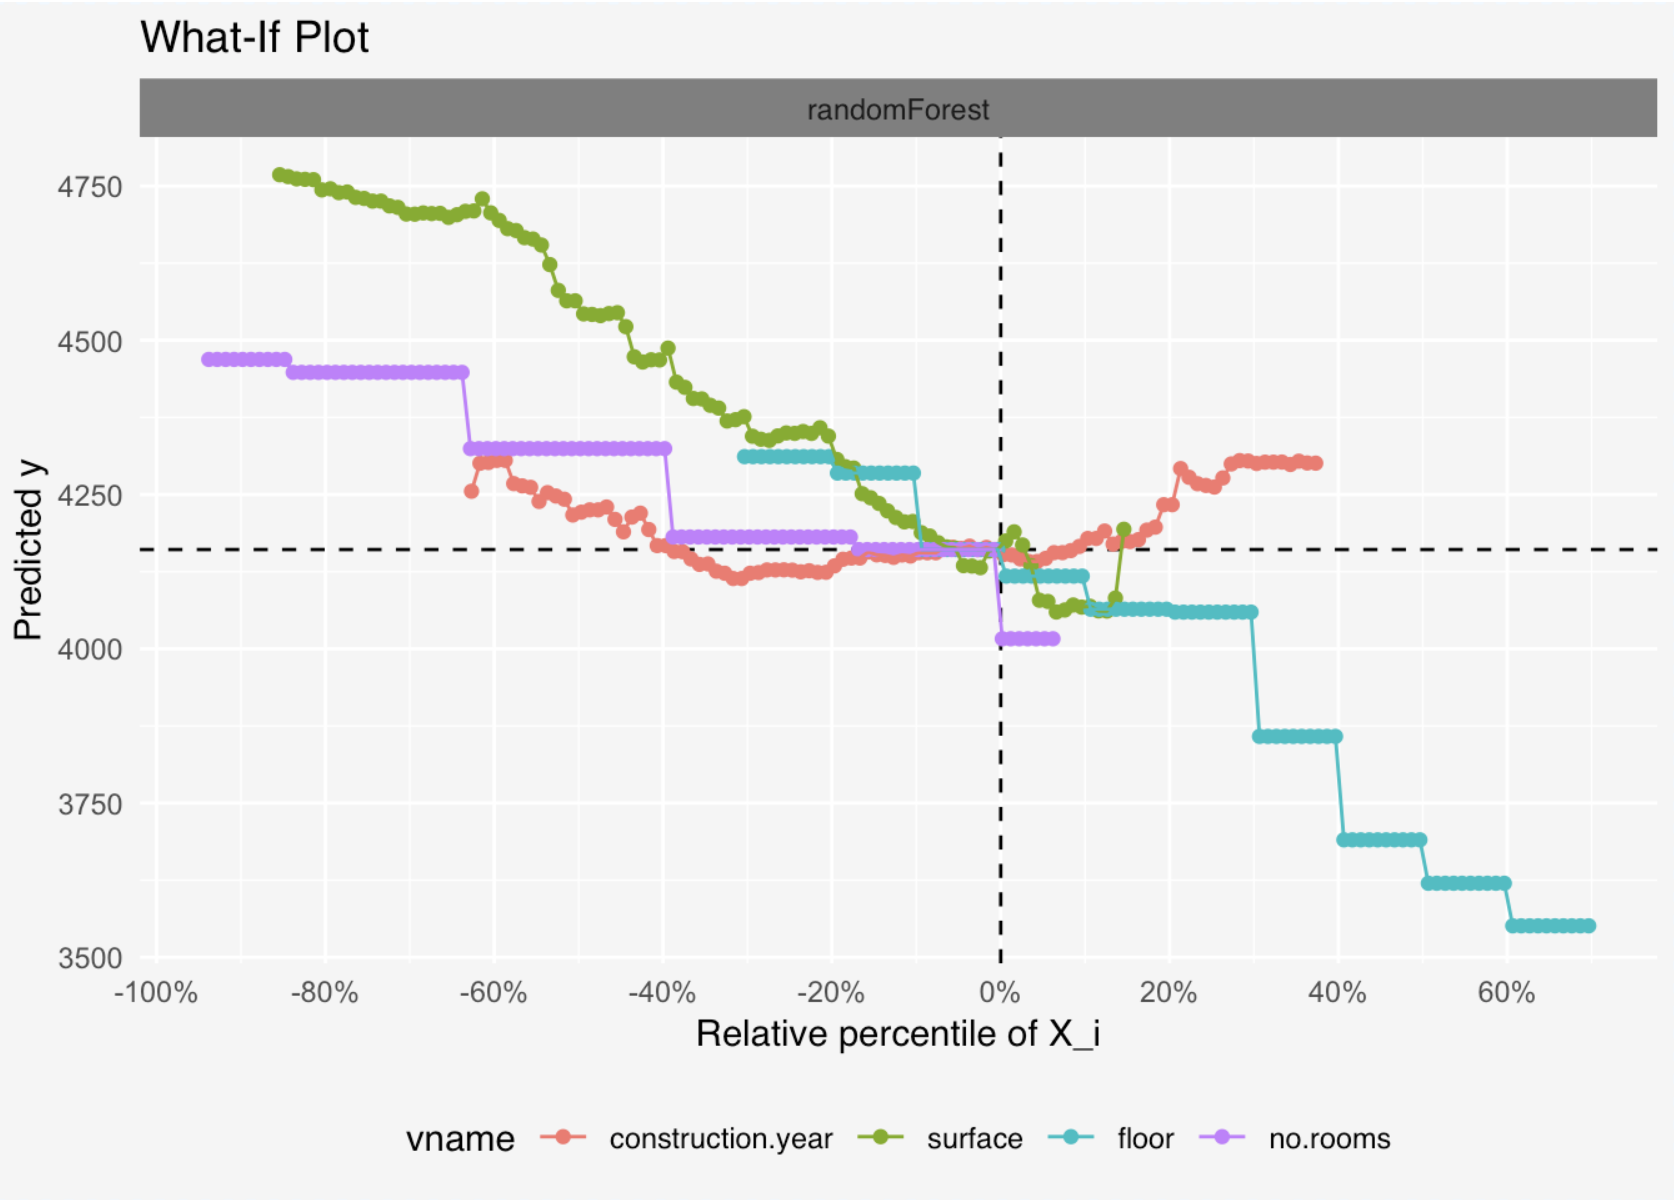 What-If Plot
randomForest
4750
4500
4250
4000
3750
3500
Predicted y
-100% -80% -60% -40% -20% 0% 20% 40% 60%
Relative percentile of X_i
vname construction.year surface floor no.rooms